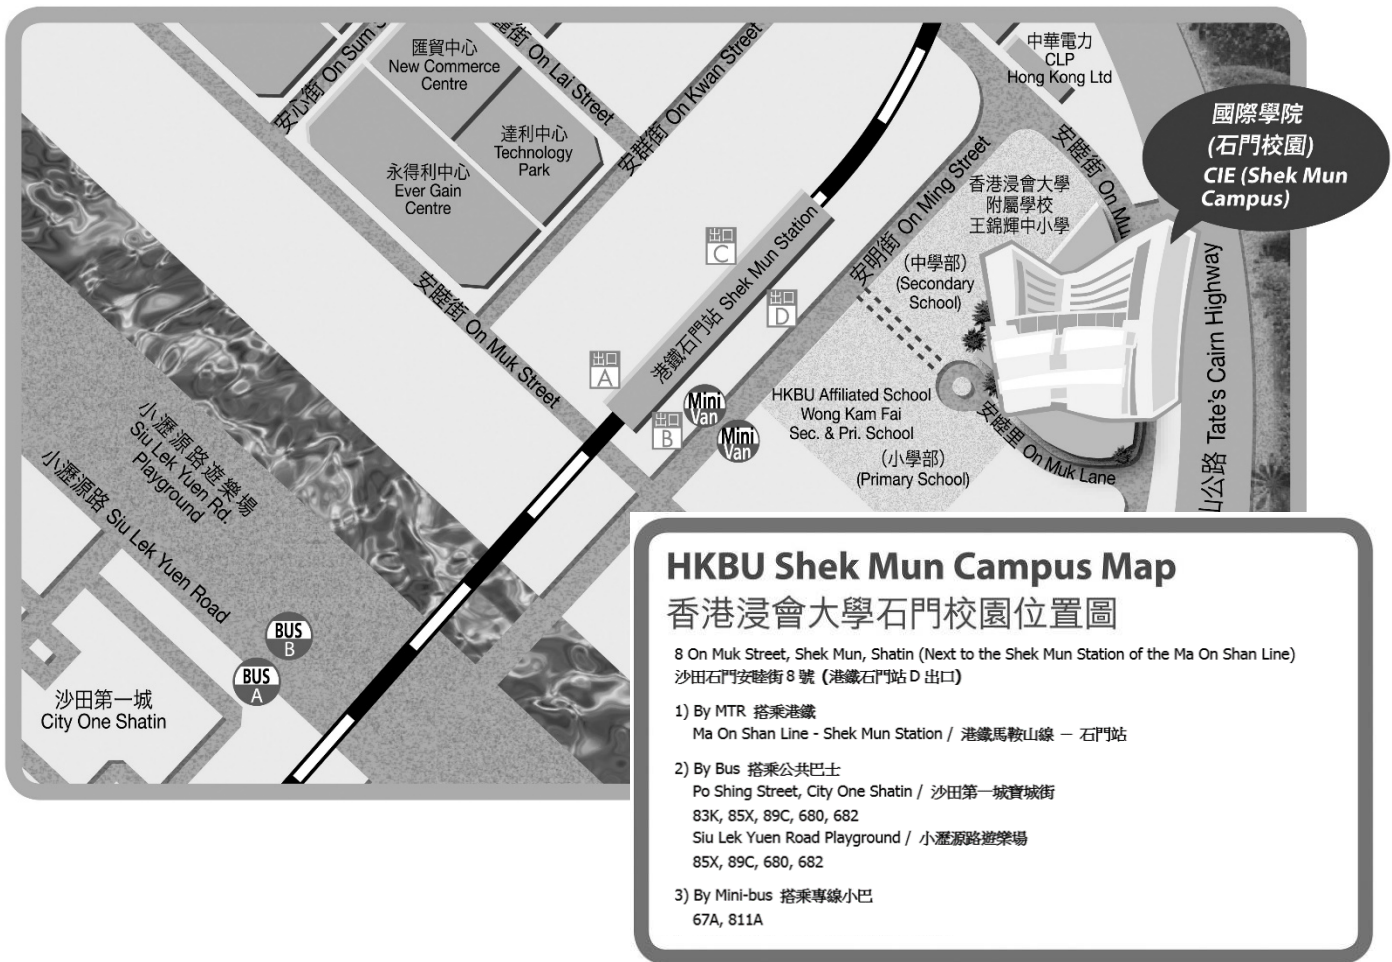 安心街 On Sum S
匯貿中心
New Commerce
Centre
街 On Lai Street
安群街 On Kwan Street
達利中心
Technology
Park
永得利中心
Ever Gain
Centre
中華電力
CLP
Hong Kong Ltd
國際學院
(石門校園)
CIE (Shek Mun
Campus)
安睦街 On Mu
香港浸會大學
附屬學校
王錦輝中小學
(中學部)
(Secondary
School)
安明街 On Ming Street
港鐵石門站 Shek Mun Station
出口
C
出口
D
出口
A
出口
B
安睦街 On Muk Street
Mini
Van
Mini
Van
HKBU Affiliated School
Wong Kam Fai
Sec. & Pri. School
(小學部)
(Primary School)
安睦里 On Muk Lane
山公路 Tate's Cairn Highway
小瀝源路遊樂場
Siu Lek Yuen Rd.
Playground
小瀝源路 Siu Lek Yuen Road
BUS
B
BUS
A
沙田第一城
City One Shatin
HKBU Shek Mun Campus Map
香港浸會大學石門校園位置圖
8 On Muk Street, Shek Mun, Shatin (Next to the Shek Mun Station of the Ma On Shan Line)
沙田石門安睦街 8 號 (港鐵石門站 D 出口)
1) By MTR 搭乘港鐵
Ma On Shan Line - Shek Mun Station / 港鐵馬鞍山線 － 石門站
2) By Bus 搭乘公共巴士
Po Shing Street, City One Shatin / 沙田第一城寶城街
83K, 85X, 89C, 680, 682
Siu Lek Yuen Road Playground / 小瀝源路遊樂場
85X, 89C, 680, 682
3) By Mini-bus 搭乘專線小巴
67A, 811A